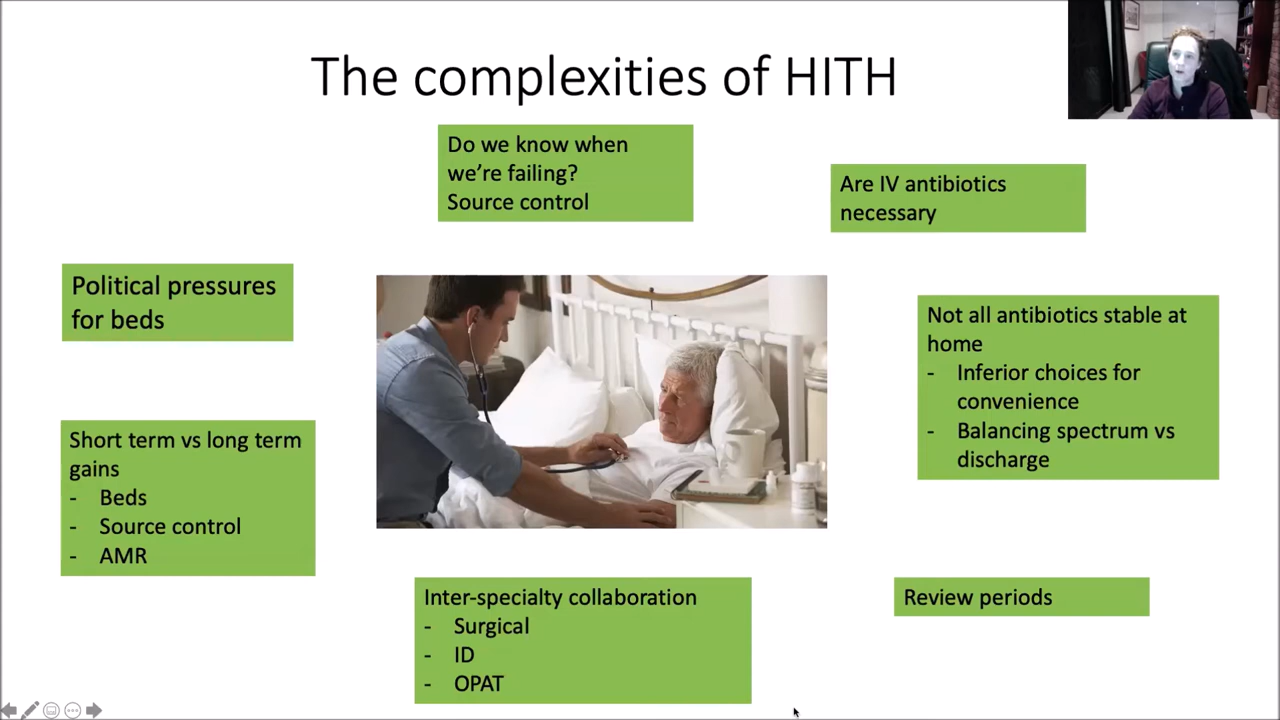 The complexities of HITH
Do we know when
we're failing?
Source control
Are IV antibiotics
necessary
Political pressures
for beds
Not all antibiotics stable at
home
- Inferior choices for
convenience
- Balancing spectrum vs
discharge
Short term vs long term
gains
- Beds
- Source control
- AMR
Inter-specialty collaboration
- Surgical
- ID
- OPAT
Review periods